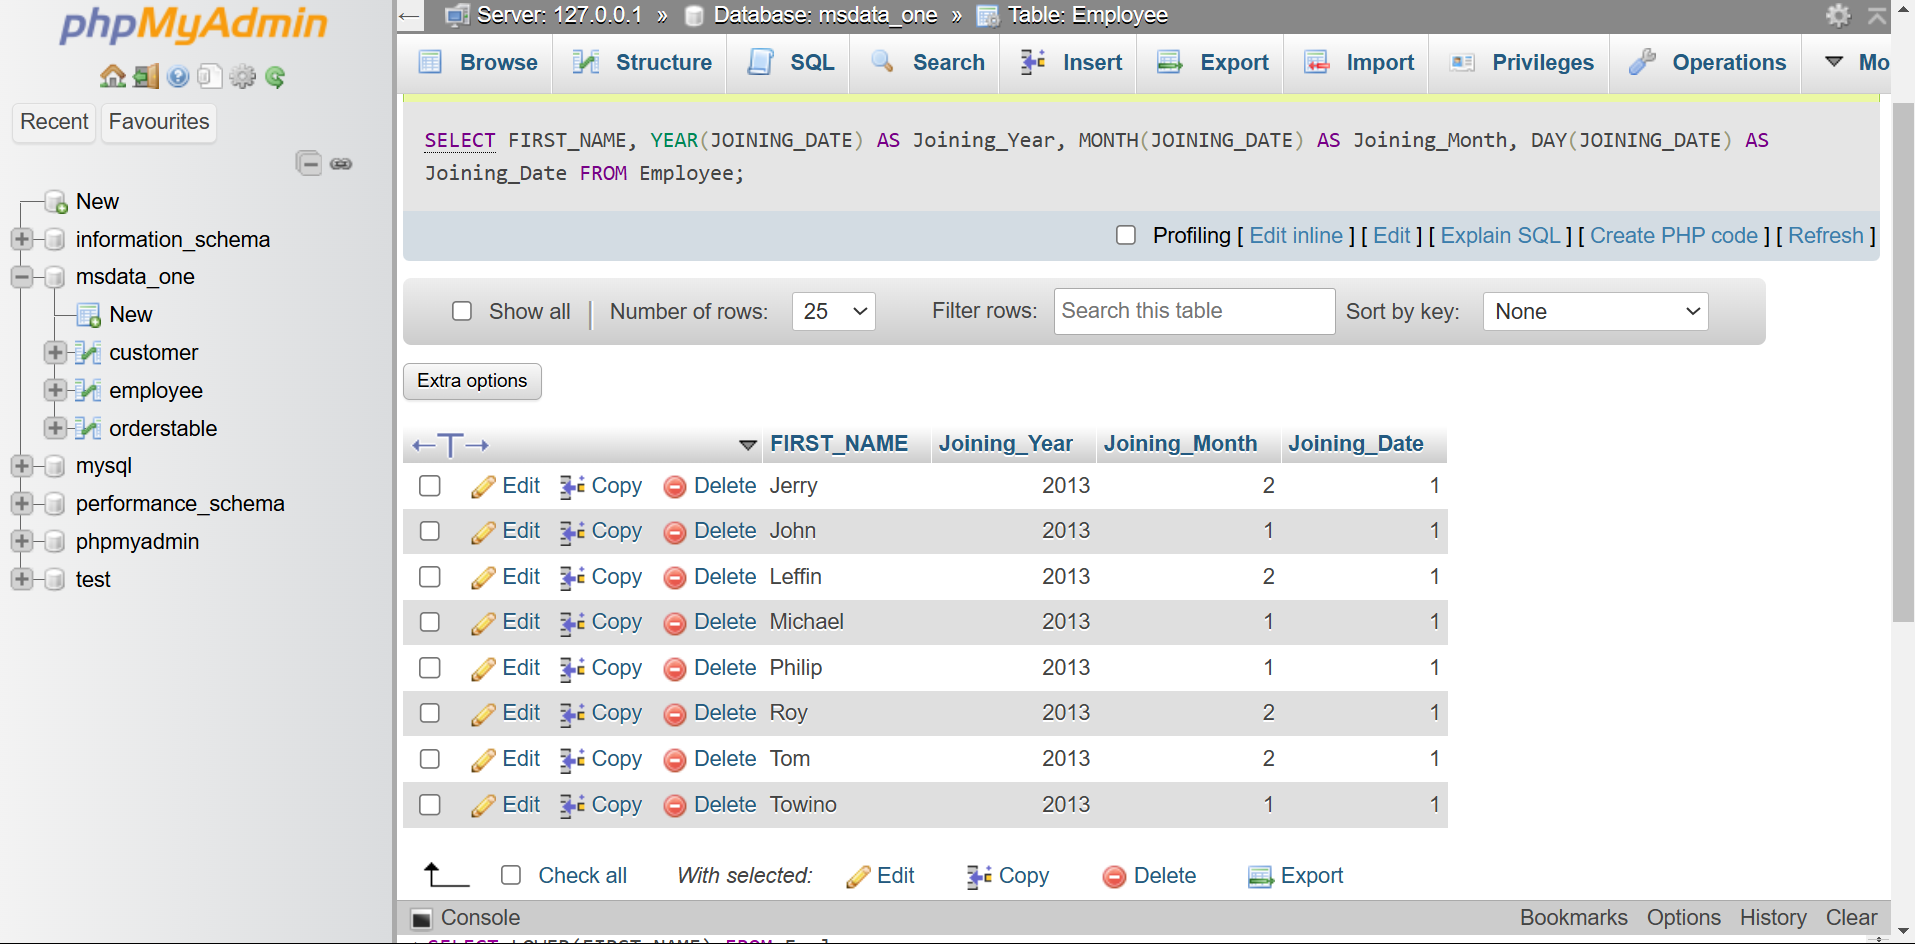 phpMyAdmin
Recent Favourites
New
information_schema
msdata_one
New
customer
employee
orderstable
mysql
performance_schema
phpmyadmin
test
Server: 127.0.0.1 » Database: msdata_one » Table: Employee
Browse Structure SQL Search Insert Export Import Privileges Operations Mo
SELECT FIRST_NAME, YEAR(JOINING_DATE) AS Joining_Year, MONTH(JOINING_DATE) AS Joining_Month, DAY(JOINING_DATE) AS
Joining_Date FROM Employee;
Profiling [ Edit inline ] [ Edit ] [ Explain SQL ] [ Create PHP code ] [ Refresh ]
Show all | Number of rows: 25 Filter rows: Search this table Sort by key: None
Extra options
←T→ FIRST_NAME Joining_Year Joining_Month Joining_Date
Edit Copy Delete Jerry 2013 2 1
Edit Copy Delete John 2013 1 1
Edit Copy Delete Leffin 2013 2 1
Edit Copy Delete Michael 2013 1 1
Edit Copy Delete Philip 2013 1 1
Edit Copy Delete Roy 2013 2 1
Edit Copy Delete Tom 2013 2 1
Edit Copy Delete Towino 2013 1 1
Check all With selected: Edit Copy Delete Export
Console Bookmarks Options History Clear
SELECT LOWER(FIRST_NAME) FROM